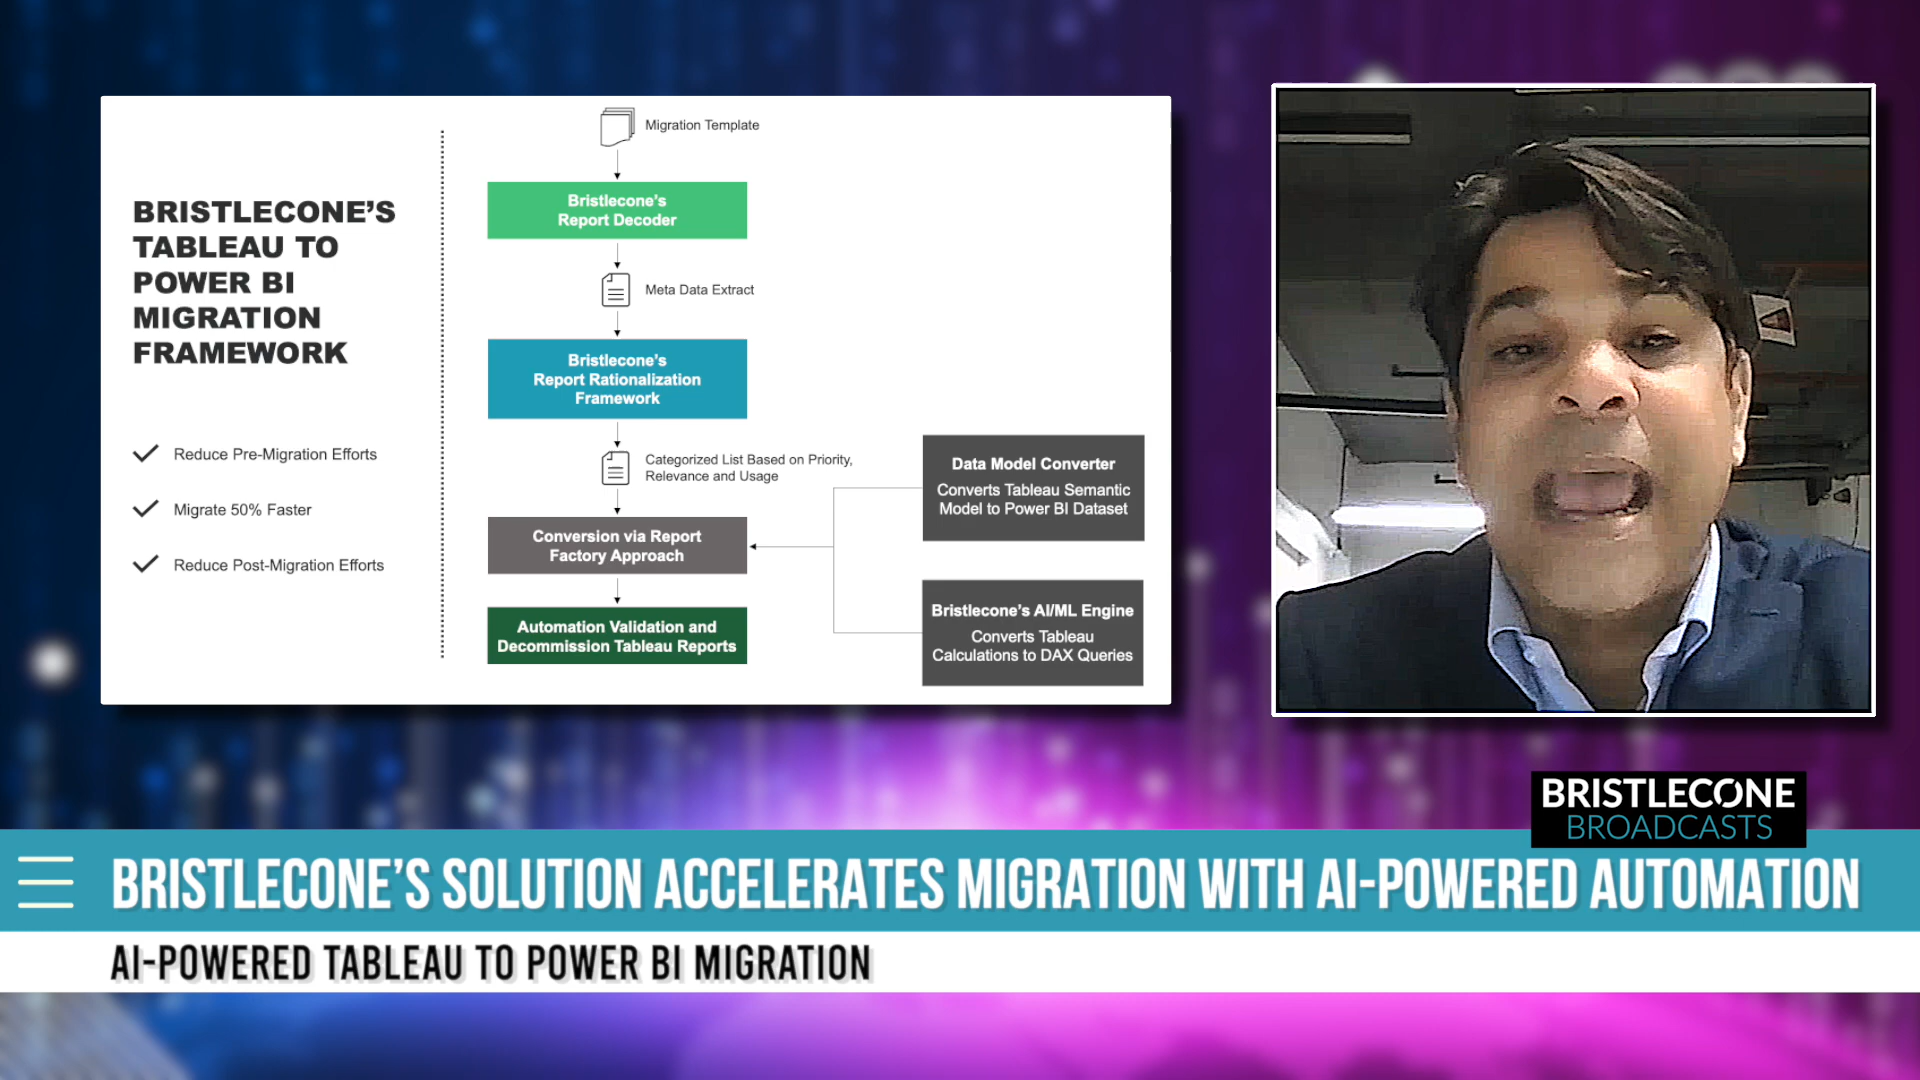 BRISTLECONE'S
TABLEAU TO
POWER BI
MIGRATION
FRAMEWORK
Reduce Pre-Migration Efforts
Migrate 50% Faster
Reduce Post-Migration Efforts
Migration Template
Bristlecone's
Report Decoder
Meta Data Extract
Bristlecone's
Report Rationalization
Framework
Categorized List Based on Priority,
Relevance and Usage
Conversion via Report
Factory Approach
Automation Validation and
Decommission Tableau Reports
Data Model Converter
Converts Tableau Semantic
Model to Power BI Dataset
Bristlecone's AI/ML Engine
Converts Tableau
Calculations to DAX Queries
BRISTLECONE
BROADCASTS
BRISTLECONE'S SOLUTION ACCELERATES MIGRATION WITH AI-POWERED AUTOMATION
AI-POWERED TABLEAU TO POWER BI MIGRATION